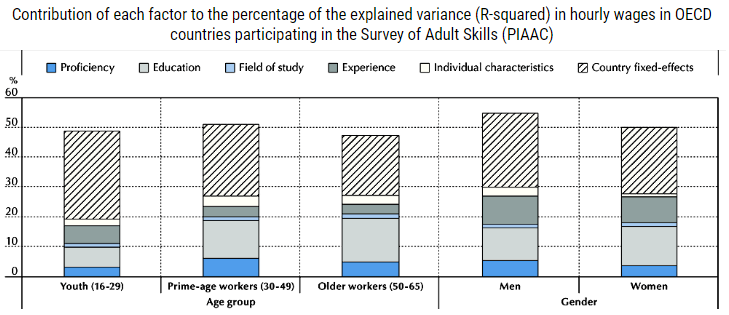 Contribution of each factor to the percentage of the explained variance (R-squared) in hourly wages in OECD
countries participating in the Survey of Adult Skills (PIAAC)
Proficiency Education Field of study Experience Individual characteristics Country fixed-effects
%
60
50
40
30
20
10
0
Youth (16-29) Prime-age workers (30-49) Older workers (50-65) Men Women
Age group Gender